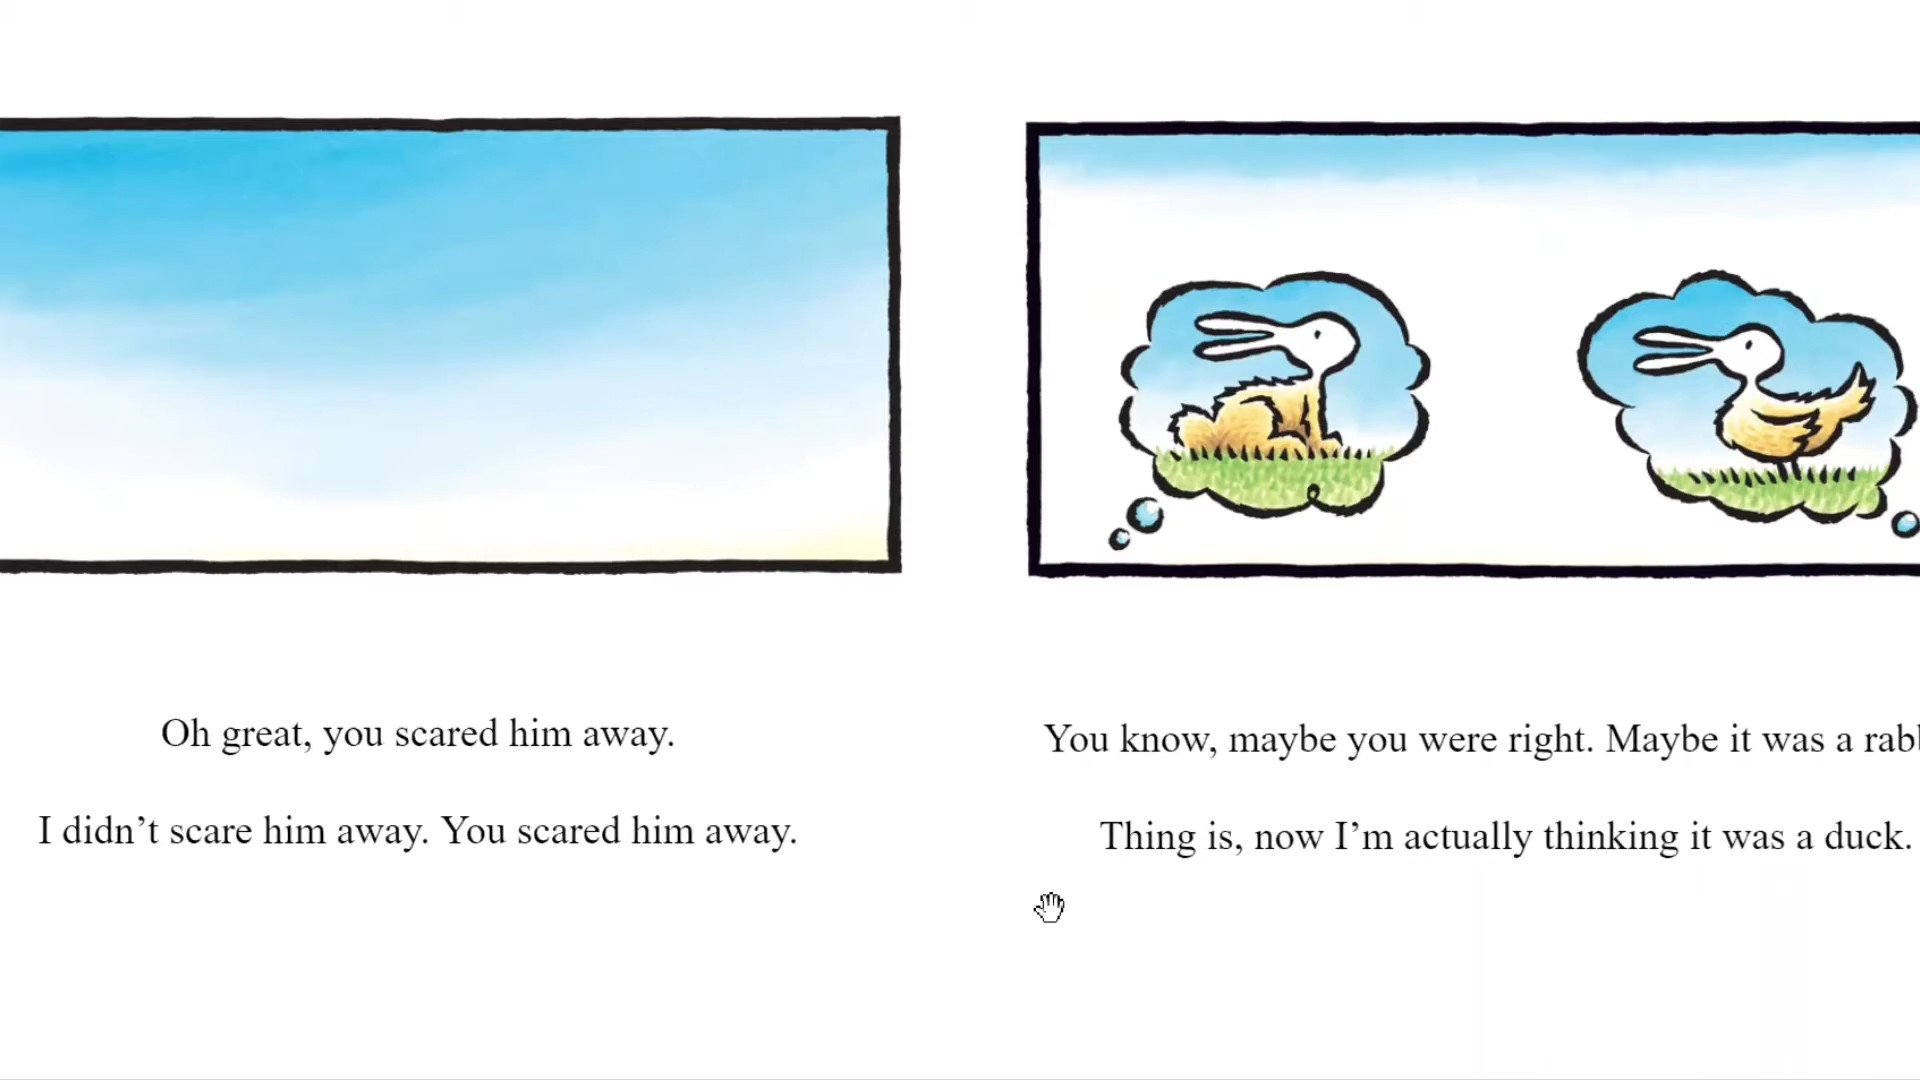 Oh great, you scared him away.
I didn’t scare him away. You scared him away.
You know, maybe you were right. Maybe it was a
Thing is, now I’m actually thinking it was a duck.